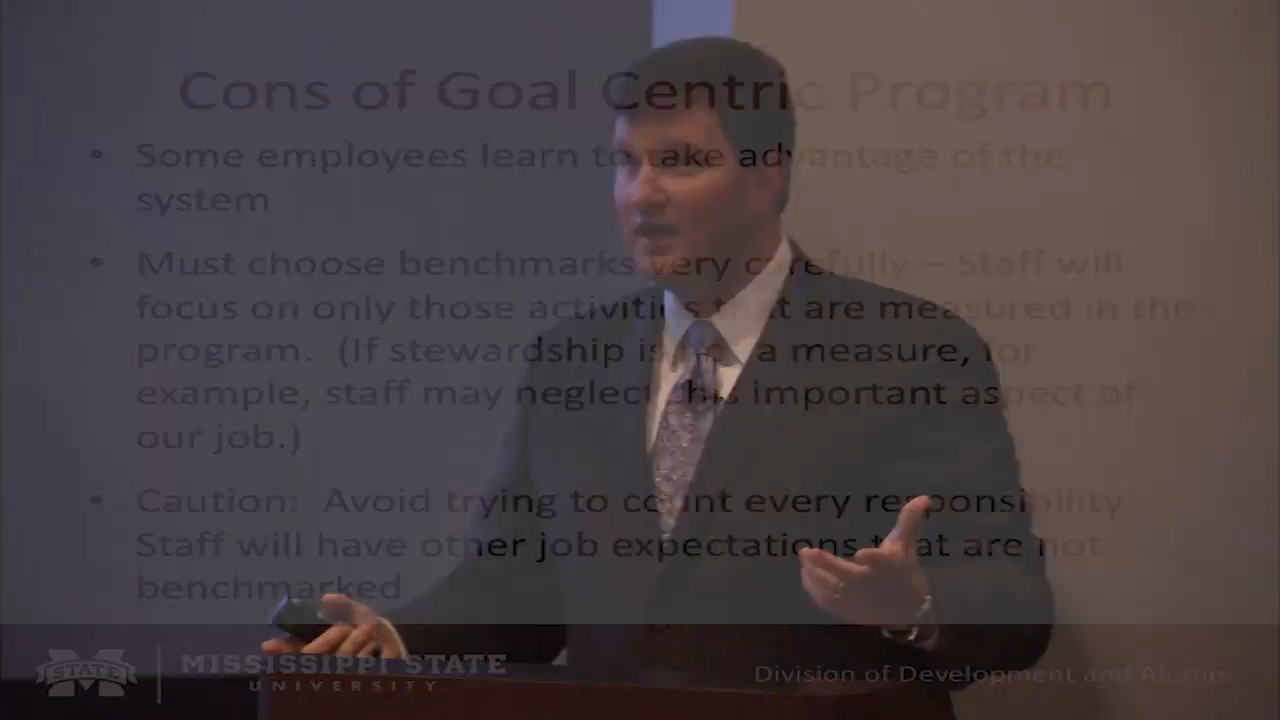 Cons of Goal Centric Program
• Some employees learn to take advantage of the
system
• Must choose benchmarks very carefully – Staff will
focus on only those activities that are measured in the
program. (If stewardship is not a measure, for
example, staff may neglect this important aspect of
our job.)
• Caution: Avoid trying to count every responsibility.
Staff will have other job expectations that are not
benchmarked
STATE
MISSISSIPPI STATE
UNIVERSITY
Division of Development and Alumni